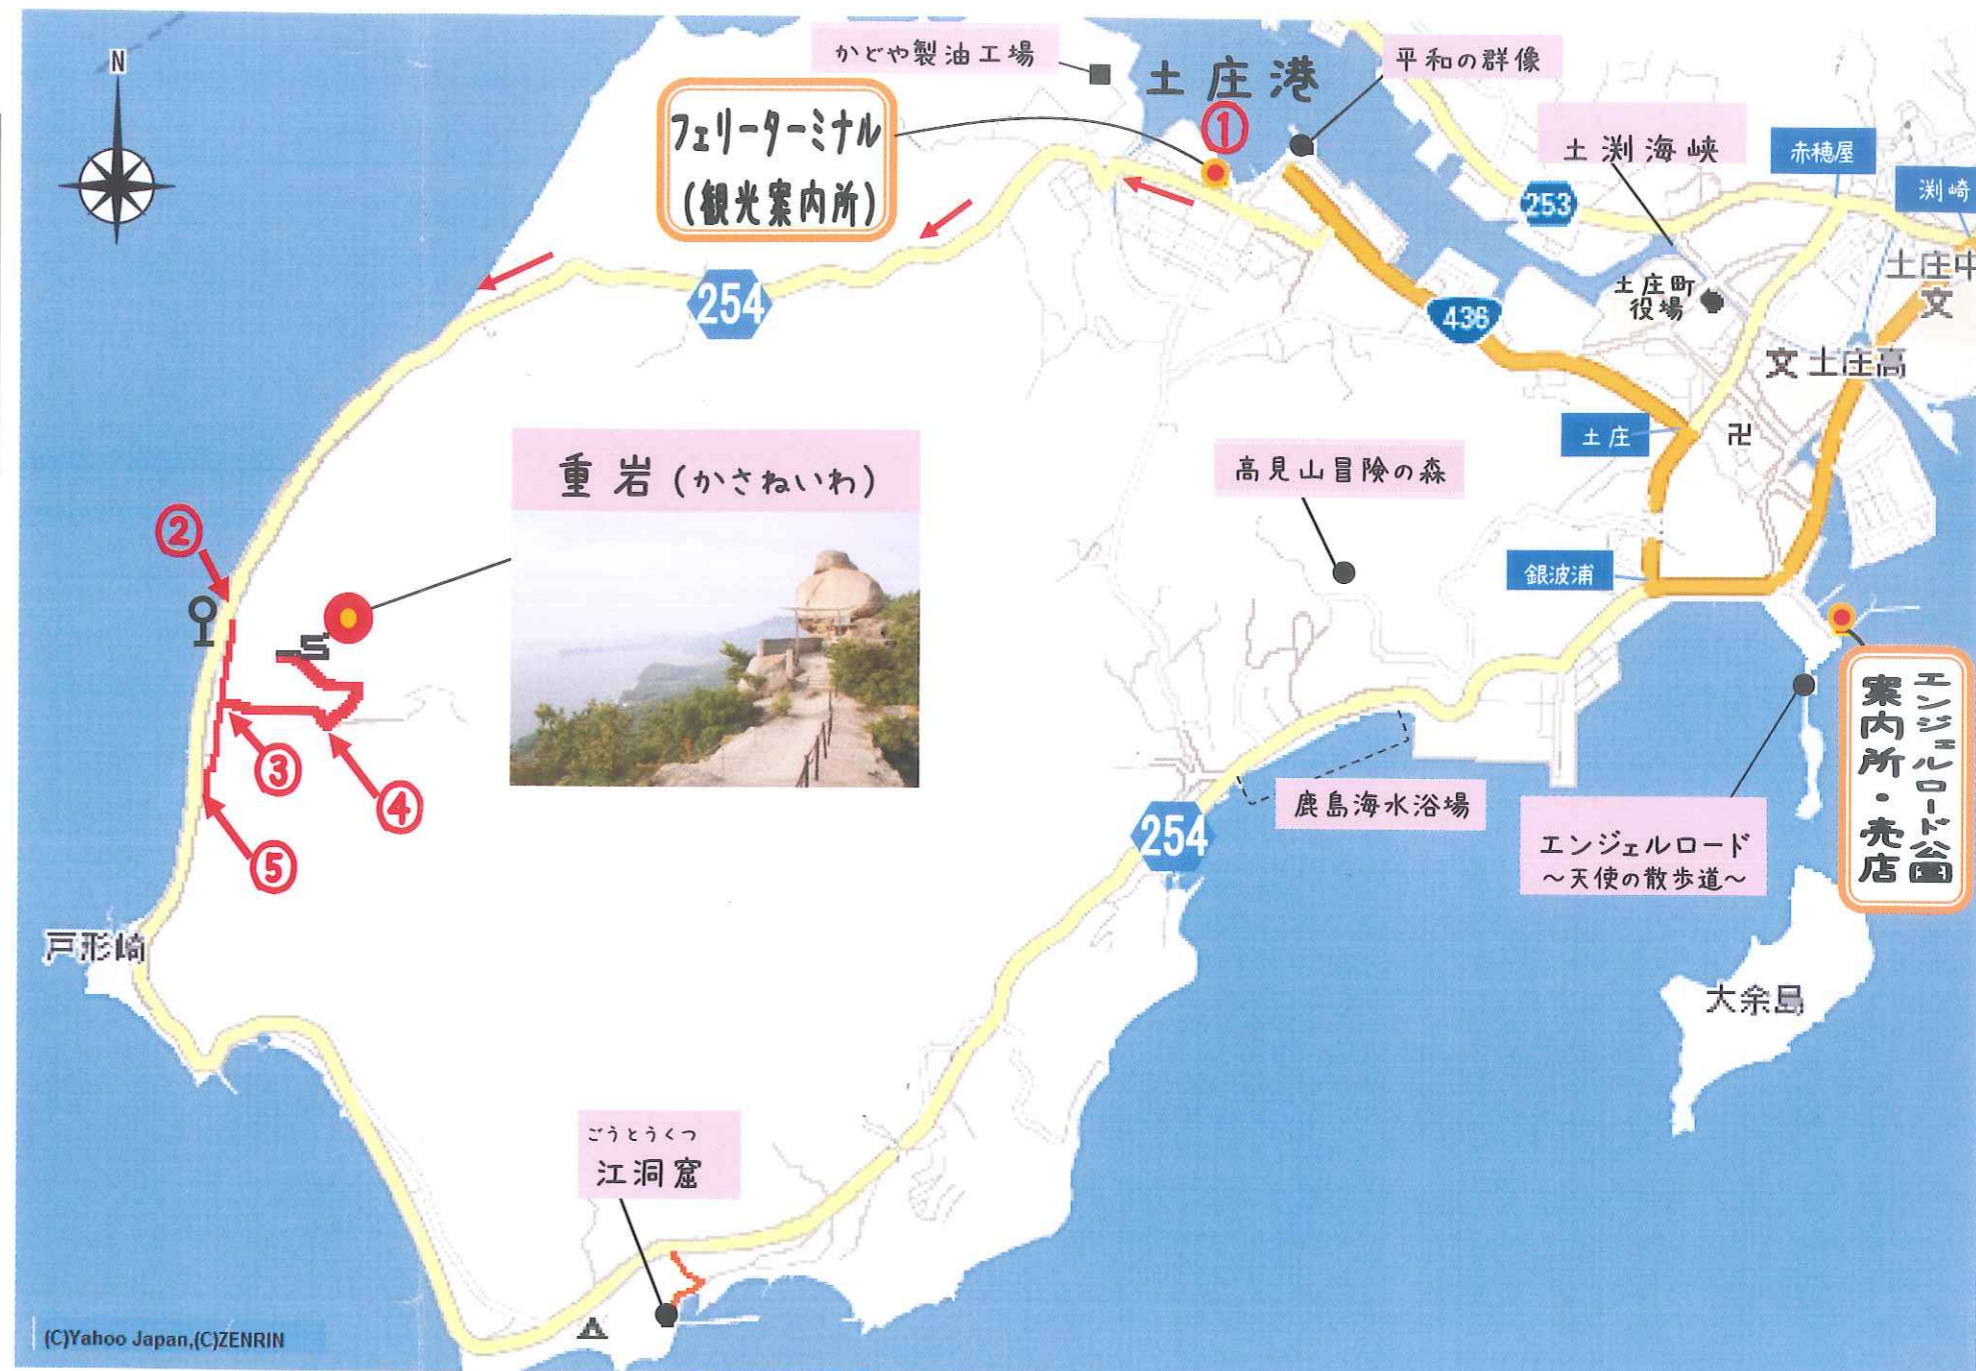 N
かどや製油工場
土庄港
平和の群像
フェリーターミナル
(観光案内所)
①
土渕海峡
赤穂屋
渕崎
253
土庄中
文
254
436
土庄町
役場
文 土庄高
重岩(かさねいわ)
土庄
卍
高見山冒険の森
②
銀波浦
③
④
⑤
エンジェルロード公園
案内所・売店
鹿島海水浴場
254
エンジェルロード
～天使の散歩道～
戸形崎
大余島
ごうとうくつ
江洞窟
(C)Yahoo Japan,(C)ZENRIN